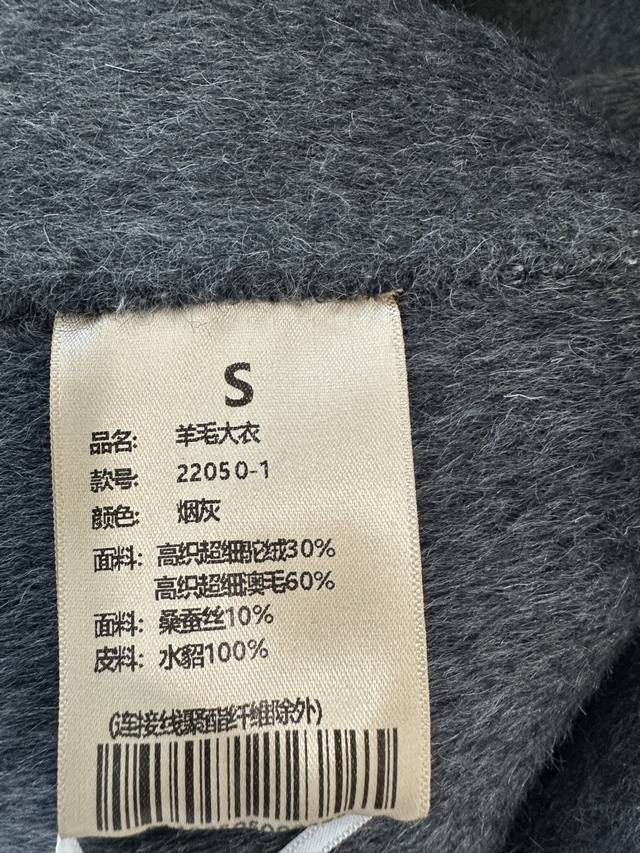 S
品名: 羊毛大衣
款号: 22050-1
颜色: 烟灰
面料: 高织超细驼绒30%
高织超细澳毛60%
面料: 桑蚕丝10%
皮料: 水貂100%
(连接线聚酯纤维除外)